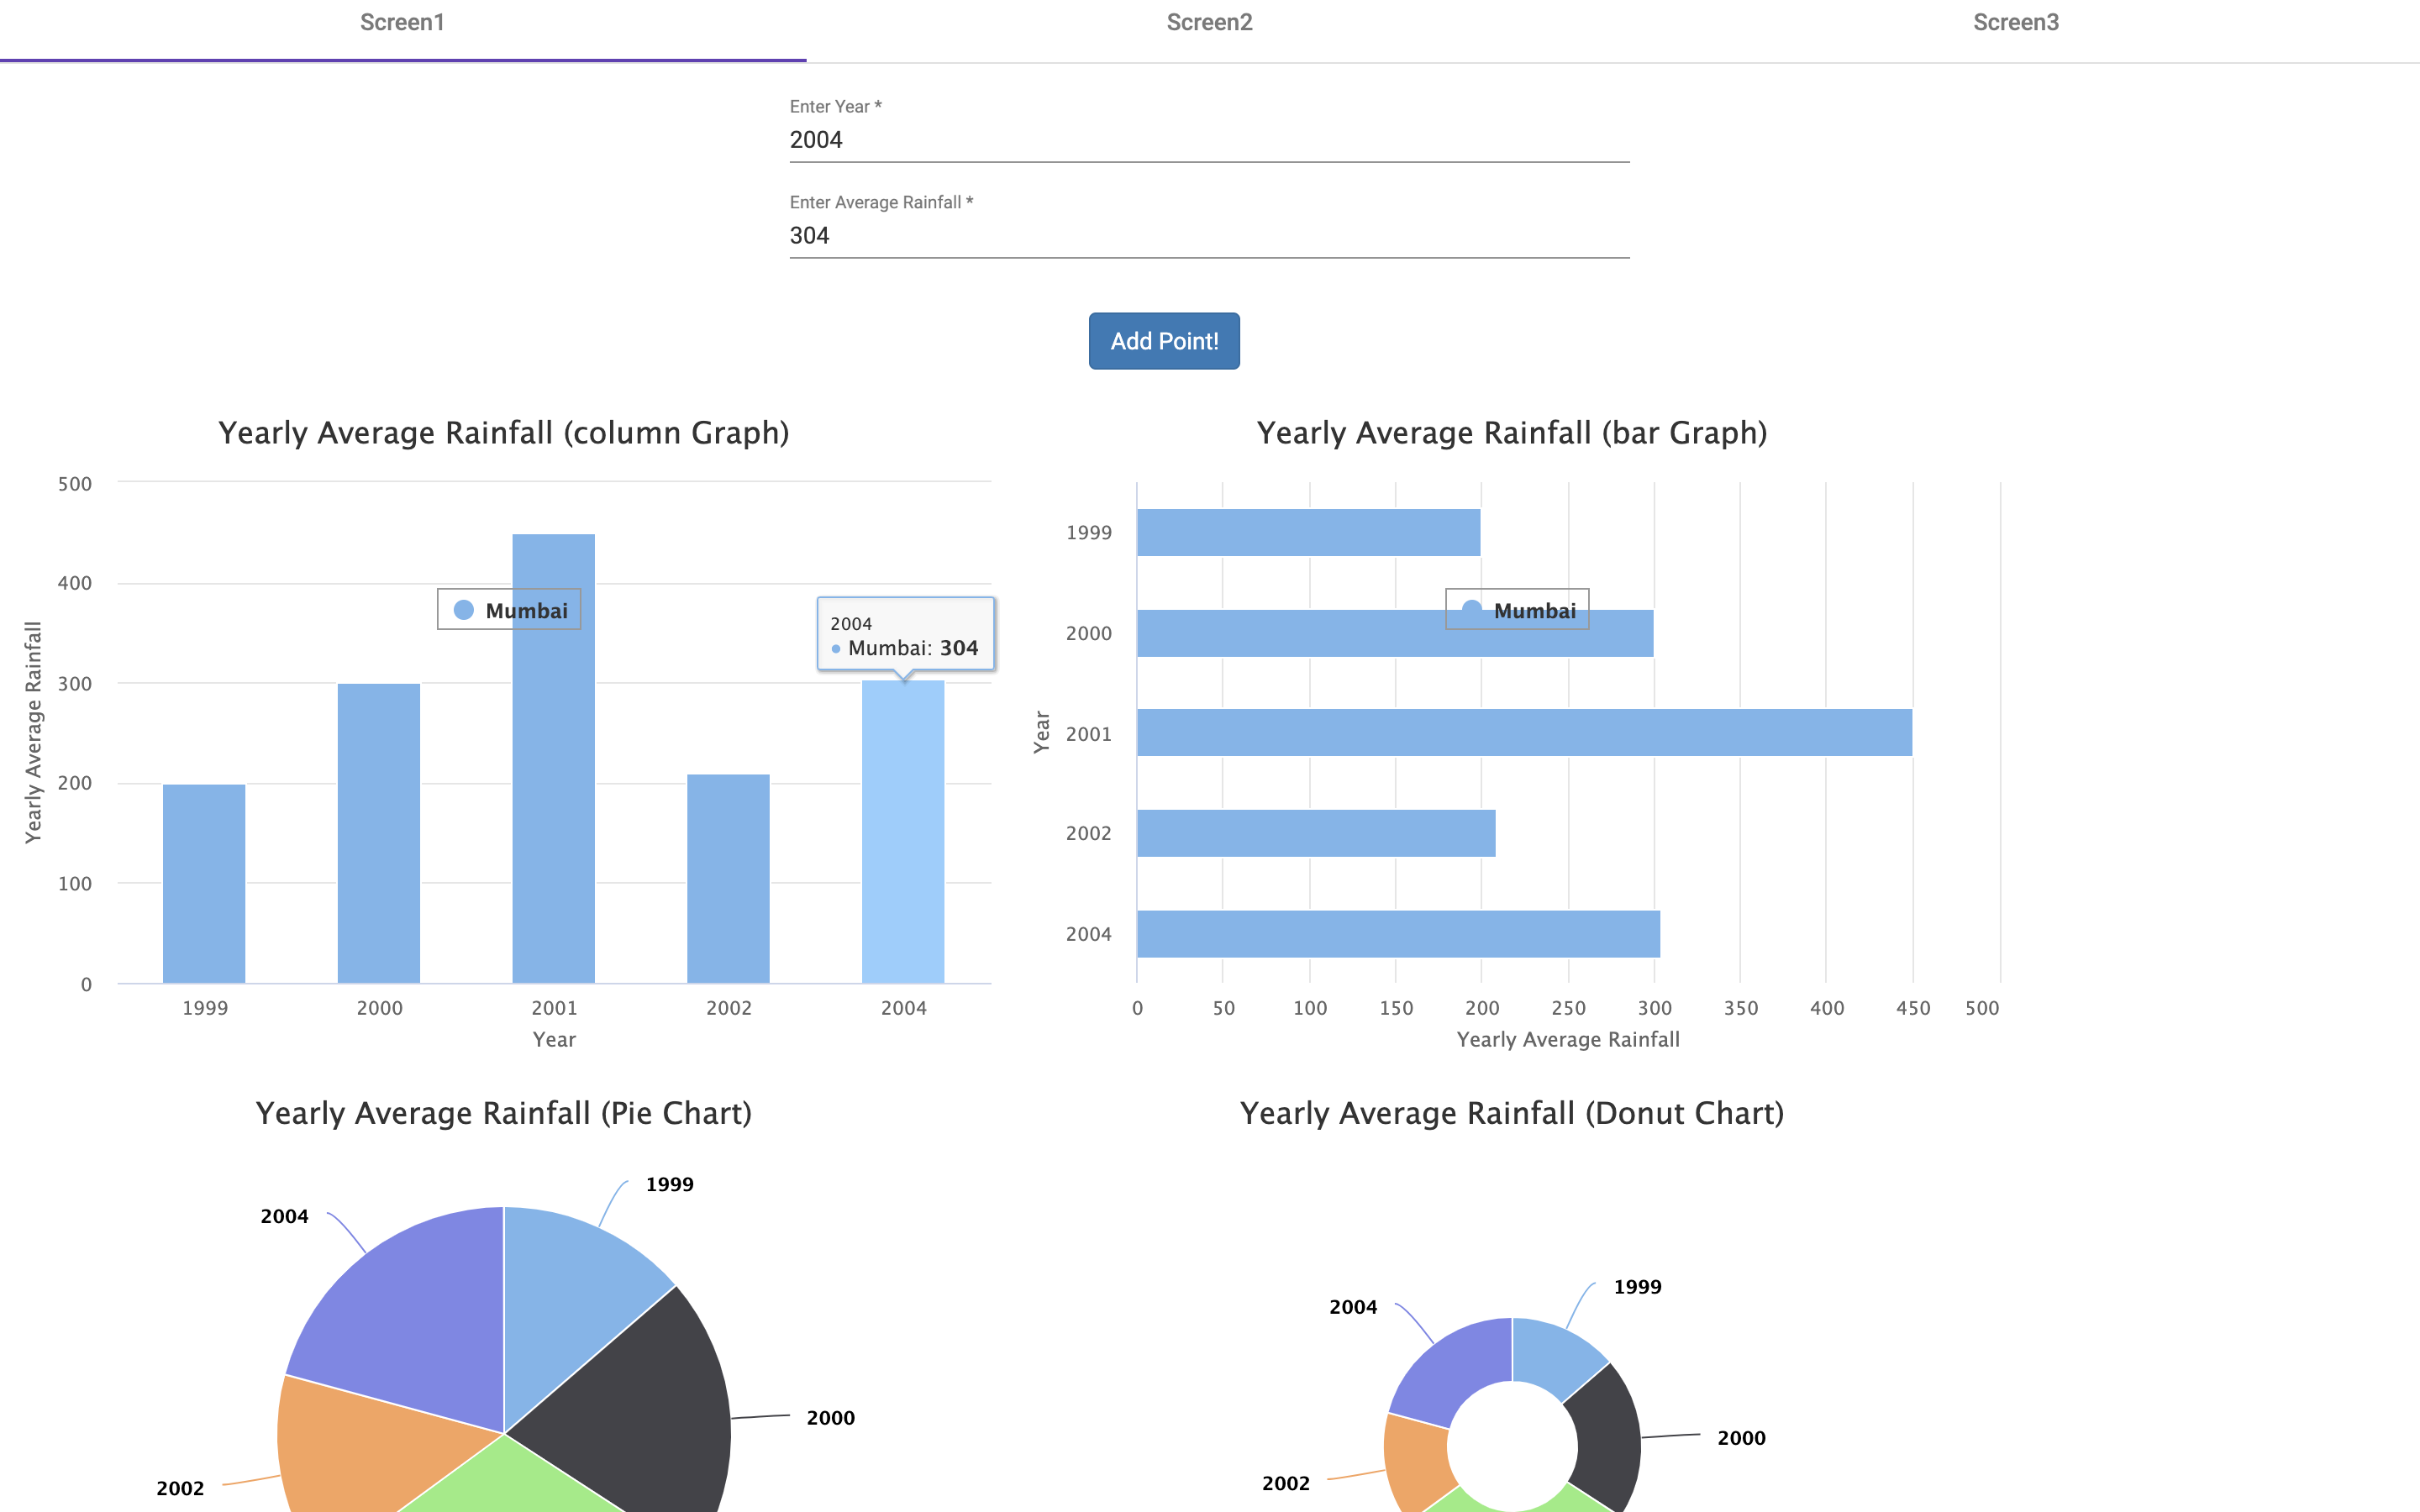 Screen1
Screen2
Screen3
Enter Year *
2004
Enter Average Rainfall *
304
Add Point!
Yearly Average Rainfall (column Graph)
500
400
300
200
100
0
Yearly Average Rainfall
Mumbai
2004
Mumbai: 304
1999 2000 2001 2002 2004
Year
Yearly Average Rainfall (bar Graph)
Year
1999
2000
2001
2002
2004
Mumbai
0 50 100 150 200 250 300 350 400 450 500
Yearly Average Rainfall
Yearly Average Rainfall (Pie Chart)
1999
2004
2000
2002
Yearly Average Rainfall (Donut Chart)
1999
2004
2000
2002